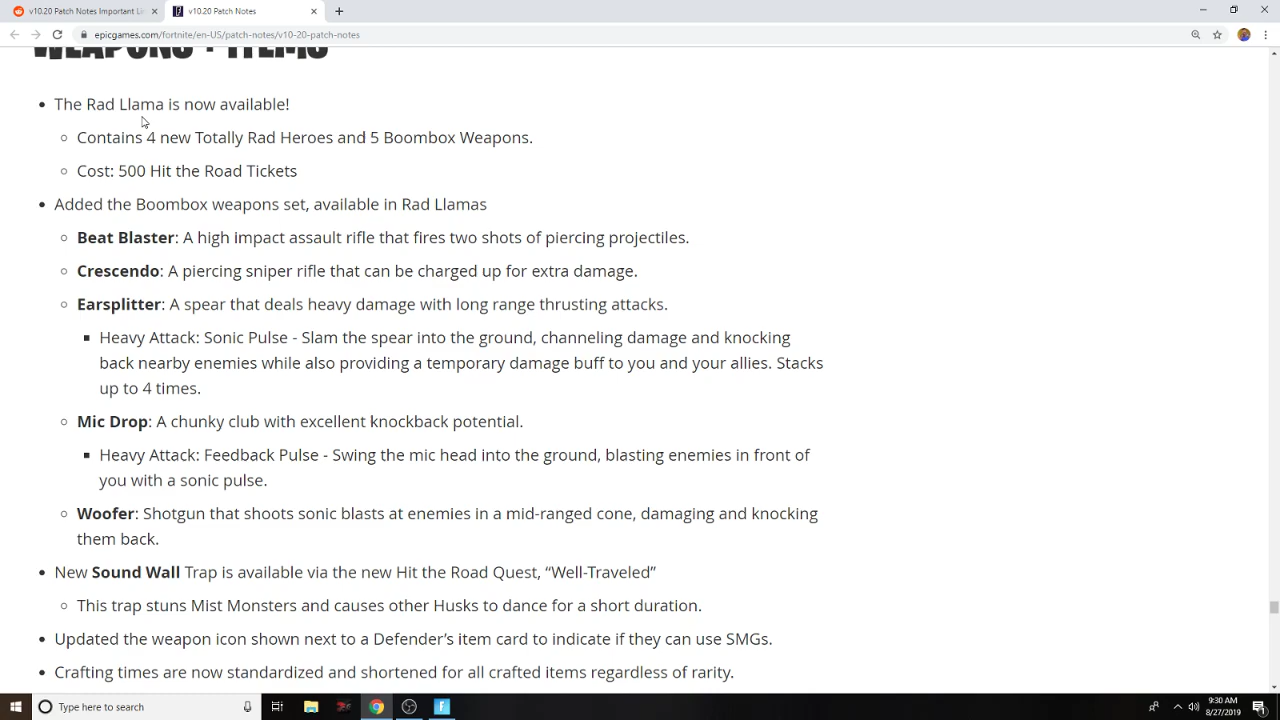 v10.20 Patch Notes Important Li
v10.20 Patch Notes
epicgames.com/fortnite/en-US/patch-notes/v10-20-patch-notes
WEAPONS + ITEMS
• The Rad Llama is now available!
Contains 4 new Totally Rad Heroes and 5 Boombox Weapons.
Cost: 500 Hit the Road Tickets
• Added the Boombox weapons set, available in Rad Llamas
Beat Blaster: A high impact assault rifle that fires two shots of piercing projectiles.
Crescendo: A piercing sniper rifle that can be charged up for extra damage.
Earsplitter: A spear that deals heavy damage with long range thrusting attacks.
Heavy Attack: Sonic Pulse - Slam the spear into the ground, channeling damage and knocking
back nearby enemies while also providing a temporary damage buff to you and your allies. Stacks
up to 4 times.
Mic Drop: A chunky club with excellent knockback potential.
Heavy Attack: Feedback Pulse - Swing the mic head into the ground, blasting enemies in front of
you with a sonic pulse.
Woofer: Shotgun that shoots sonic blasts at enemies in a mid-ranged cone, damaging and knocking
them back.
• New Sound Wall Trap is available via the new Hit the Road Quest, “Well-Traveled”
This trap stuns Mist Monsters and causes other Husks to dance for a short duration.
• Updated the weapon icon shown next to a Defender’s item card to indicate if they can use SMGs.
• Crafting times are now standardized and shortened for all crafted items regardless of rarity.
Type here to search
9:30 AM
8/27/2019